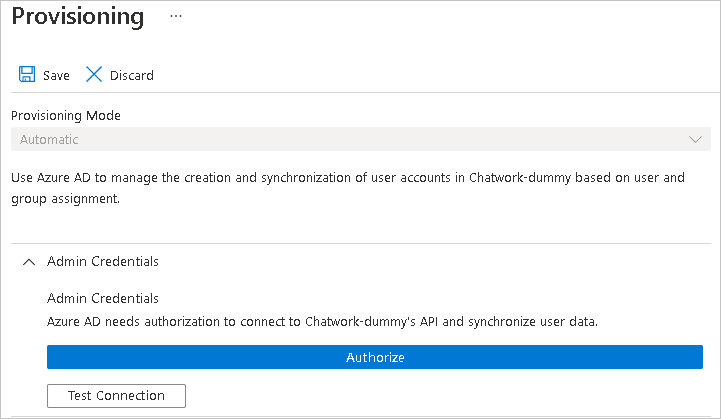 Provisioning ...
Save Discard
Provisioning Mode
Automatic
Use Azure AD to manage the creation and synchronization of user accounts in Chatwork-dummy based on user and
group assignment.
Admin Credentials
Admin Credentials
Azure AD needs authorization to connect to Chatwork-dummy's API and synchronize user data.
Authorize
Test Connection